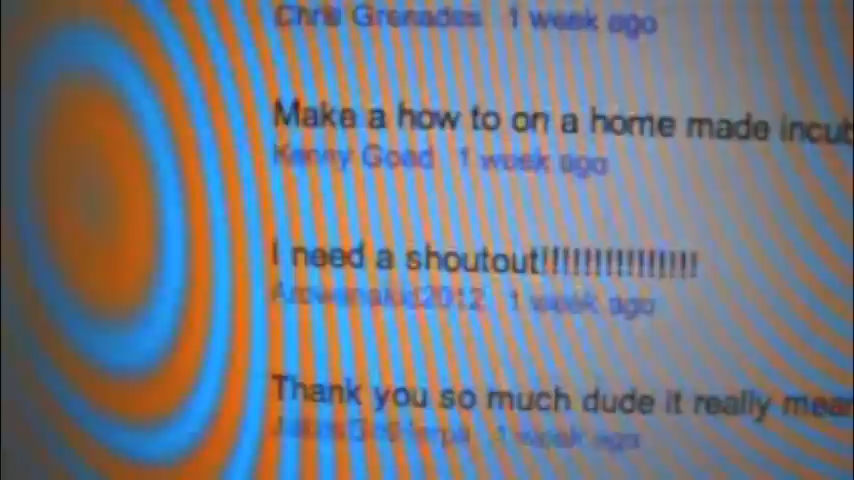 Chris Grenades 1 week ago
Make a how to on a home made incub
Kenny Goad 1 week ago
I need a shoutout!!!!!!!!!!!!!!!
1 week ago
Thank you so much dude it really mean
1 week ago